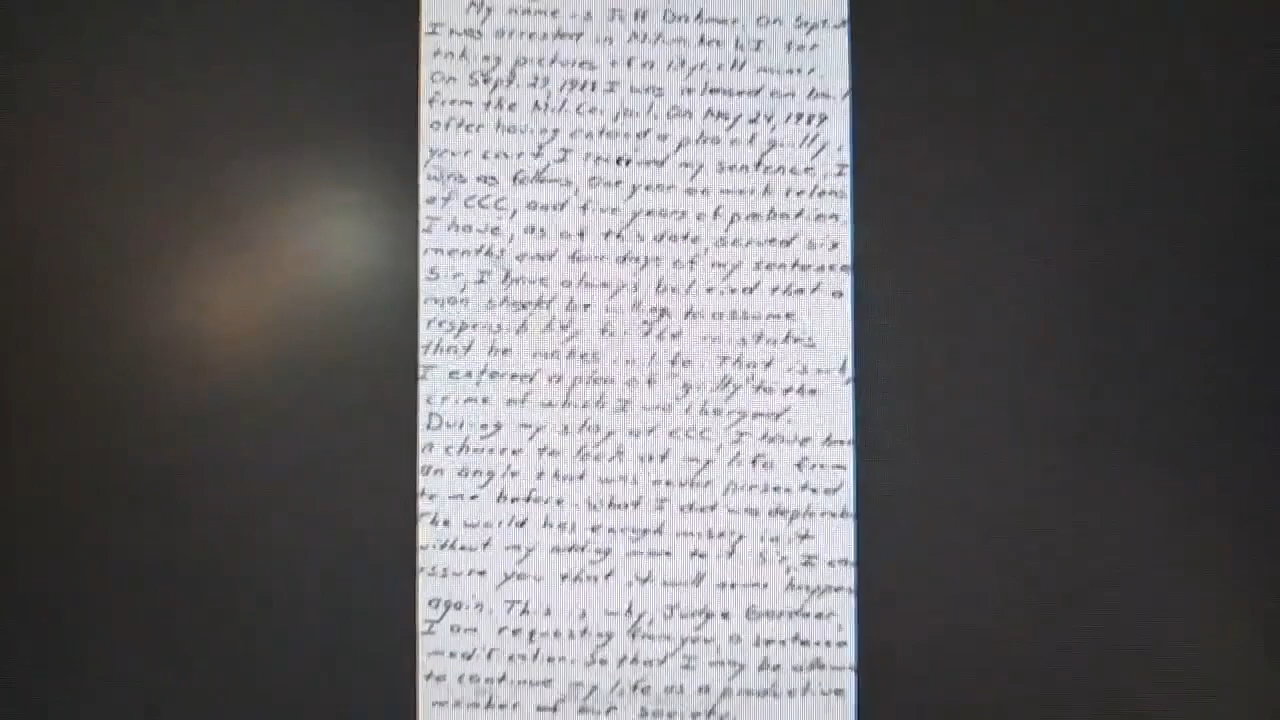 My name is Jeff Dahmer. On Sept.
I was arrested in Milwaukee W.I. for
taking pictures of a 13 yr. old minor.
On Sept. 29, 1988 I was released on bail
from the Mil. Co. jail. On May 24, 1989
after having entered a plea of guilty
your court, I received my sentence. I
was as follows, One year on work release
at CCC, and five years of probation.
I have, as of this date, served six
months and four days of my sentence
Sir, I have always believed that a
man should be willing to assume
responsibility for the mistakes
that he makes in life. That is why
I entered a plea of "guilty" to the
crime of which I was charged.
During my stay at CCC, I have had
a chance to look at my life from
an angle that was never presented
to me before. What I did was deplorable
The world has enough misery in it
without my adding more to it. Sir, I can
assure you that it will never happen
again. This is why, Judge Gardner,
I am requesting from you a sentence
modification. So that I may be allowed
to continue my life as a productive
member of our society.